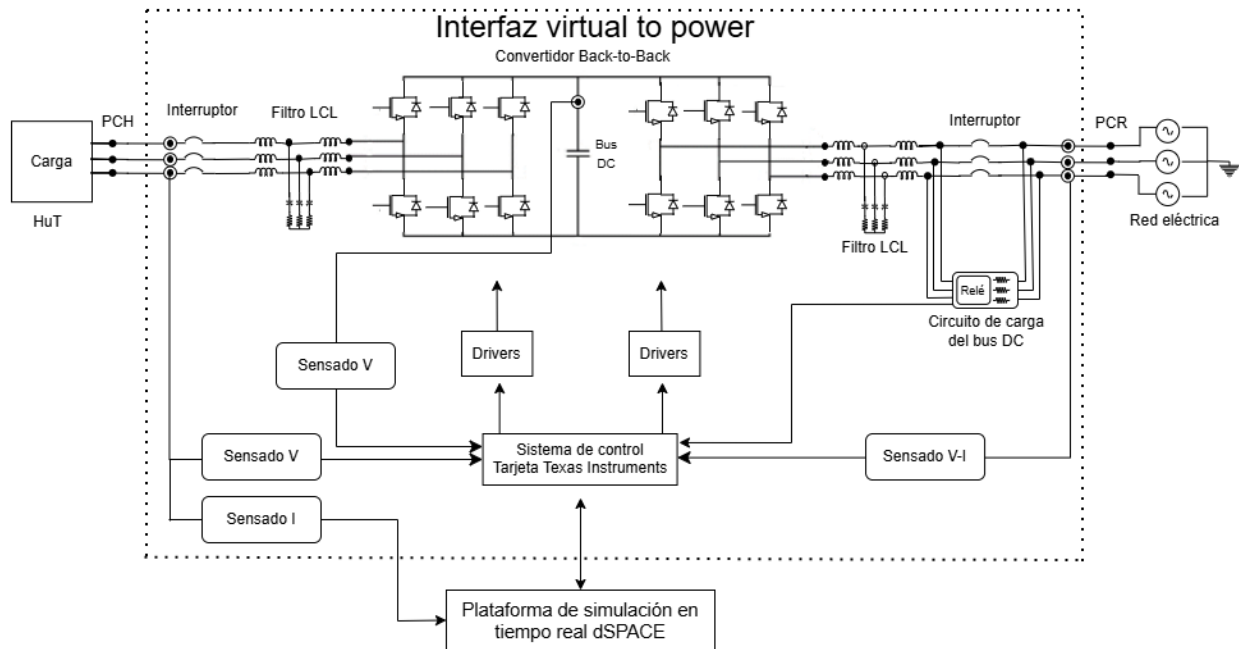 Interfaz virtual to power
Convertidor Back-to-Back
PCH
Interruptor
Filtro LCL
Carga
HuT
Bus
DC
Interruptor
PCR
Red eléctrica
Filtro LCL
Relé
Circuito de carga
del bus DC
Drivers
Drivers
Sensado V
Sistema de control
Tarjeta Texas Instruments
Sensado V
Sensado V-I
Sensado I
Plataforma de simulación en
tiempo real dSPACE